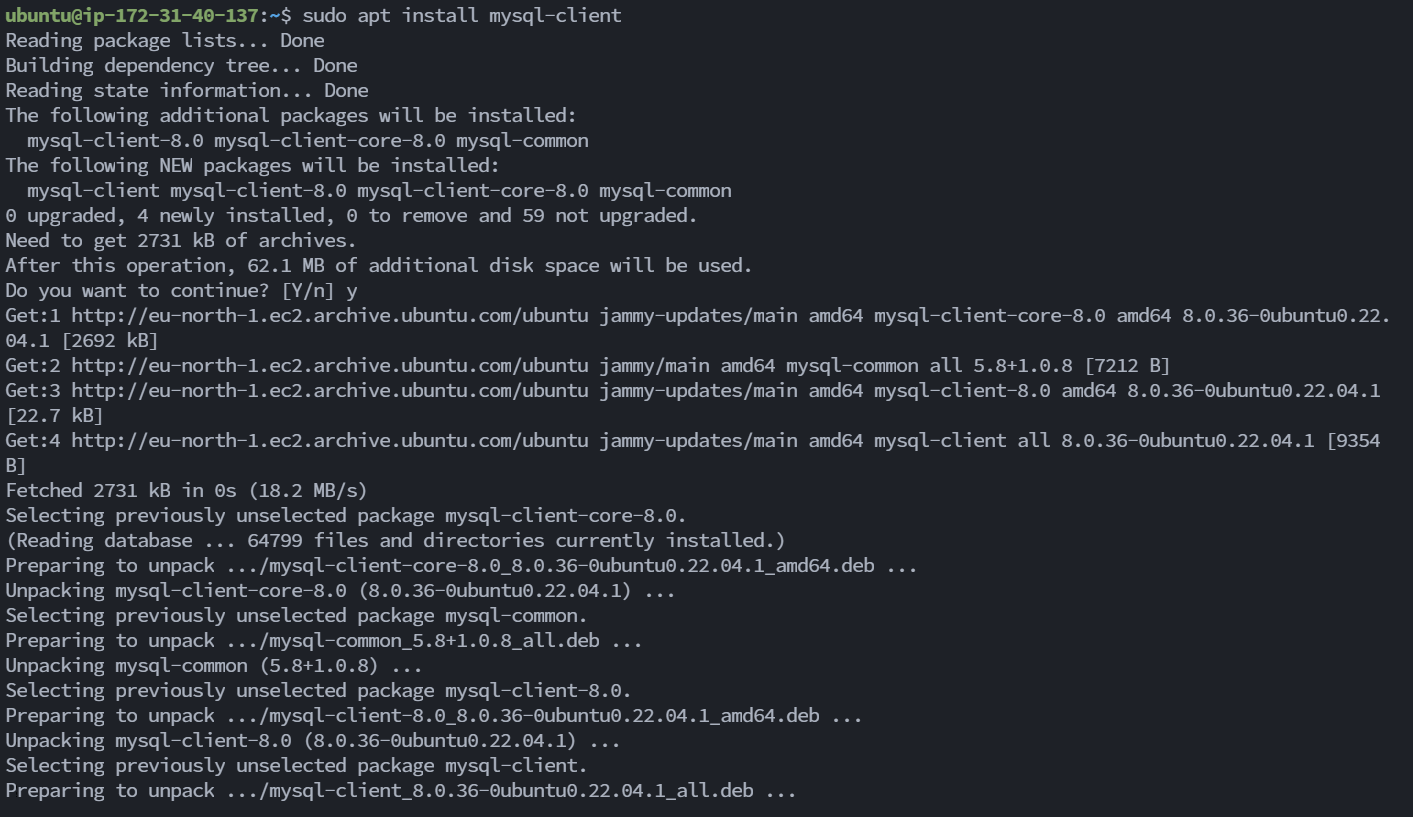 ubuntu@ip-172-31-40-137:~$ sudo apt install mysql-client
Reading package lists... Done
Building dependency tree... Done
Reading state information... Done
The following additional packages will be installed:
  mysql-client-8.0 mysql-client-core-8.0 mysql-common
The following NEW packages will be installed:
  mysql-client mysql-client-8.0 mysql-client-core-8.0 mysql-common
0 upgraded, 4 newly installed, 0 to remove and 59 not upgraded.
Need to get 2731 kB of archives.
After this operation, 62.1 MB of additional disk space will be used.
Do you want to continue? [Y/n] y
Get:1 http://eu-north-1.ec2.archive.ubuntu.com/ubuntu jammy-updates/main amd64 mysql-client-core-8.0 amd64 8.0.36-0ubuntu0.22.
04.1 [2692 kB]
Get:2 http://eu-north-1.ec2.archive.ubuntu.com/ubuntu jammy/main amd64 mysql-common all 5.8+1.0.8 [7212 B]
Get:3 http://eu-north-1.ec2.archive.ubuntu.com/ubuntu jammy-updates/main amd64 mysql-client-8.0 amd64 8.0.36-0ubuntu0.22.04.1
[22.7 kB]
Get:4 http://eu-north-1.ec2.archive.ubuntu.com/ubuntu jammy-updates/main amd64 mysql-client all 8.0.36-0ubuntu0.22.04.1 [9354
B]
Fetched 2731 kB in 0s (18.2 MB/s)
Selecting previously unselected package mysql-client-core-8.0.
(Reading database ... 64799 files and directories currently installed.)
Preparing to unpack .../mysql-client-core-8.0_8.0.36-0ubuntu0.22.04.1_amd64.deb ...
Unpacking mysql-client-core-8.0 (8.0.36-0ubuntu0.22.04.1) ...
Selecting previously unselected package mysql-common.
Preparing to unpack .../mysql-common_5.8+1.0.8_all.deb ...
Unpacking mysql-common (5.8+1.0.8) ...
Selecting previously unselected package mysql-client-8.0.
Preparing to unpack .../mysql-client-8.0_8.0.36-0ubuntu0.22.04.1_amd64.deb ...
Unpacking mysql-client-8.0 (8.0.36-0ubuntu0.22.04.1) ...
Selecting previously unselected package mysql-client.
Preparing to unpack .../mysql-client_8.0.36-0ubuntu0.22.04.1_all.deb ...